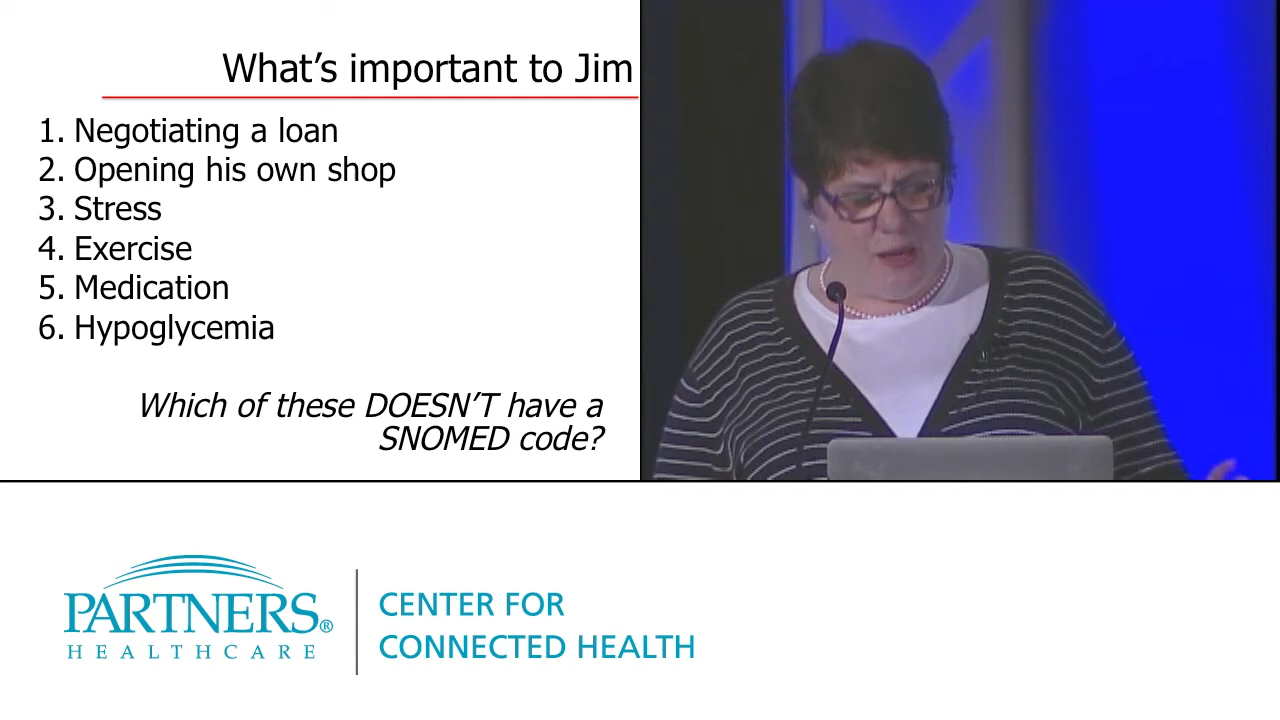 What's important to Jim
1. Negotiating a loan
2. Opening his own shop
3. Stress
4. Exercise
5. Medication
6. Hypoglycemia
Which of these DOESN'T have a
SNOMED code?
PARTNERS®
HEALTHCARE
CENTER FOR
CONNECTED HEALTH